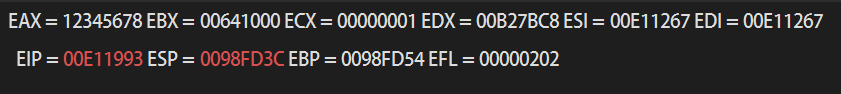 EAX = 12345678 EBX = 00641000 ECX = 00000001 EDX = 00B27BC8 ESI = 00E11267 EDI = 00E11267
EIP = 00E11993 ESP = 0098FD3C EBP = 0098FD54 EFL = 00000202